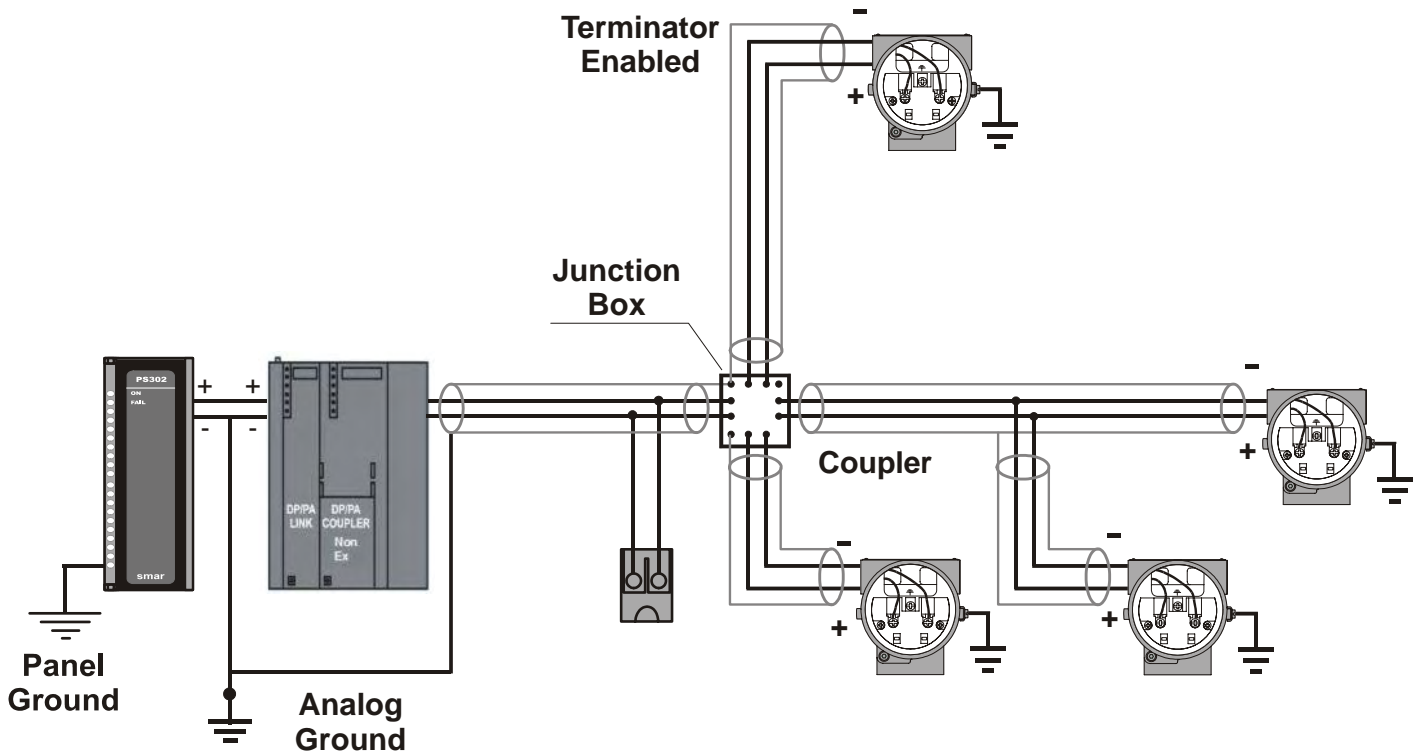 Terminator
Enabled
-
+
Junction
Box
PS302
ON
FAIL
+ +
- -
DP/PA
LINK
DP/PA
COUPLER
Non
Ex
smar
Coupler
-
+
-
+
-
+
Panel
Ground
Analog
Ground